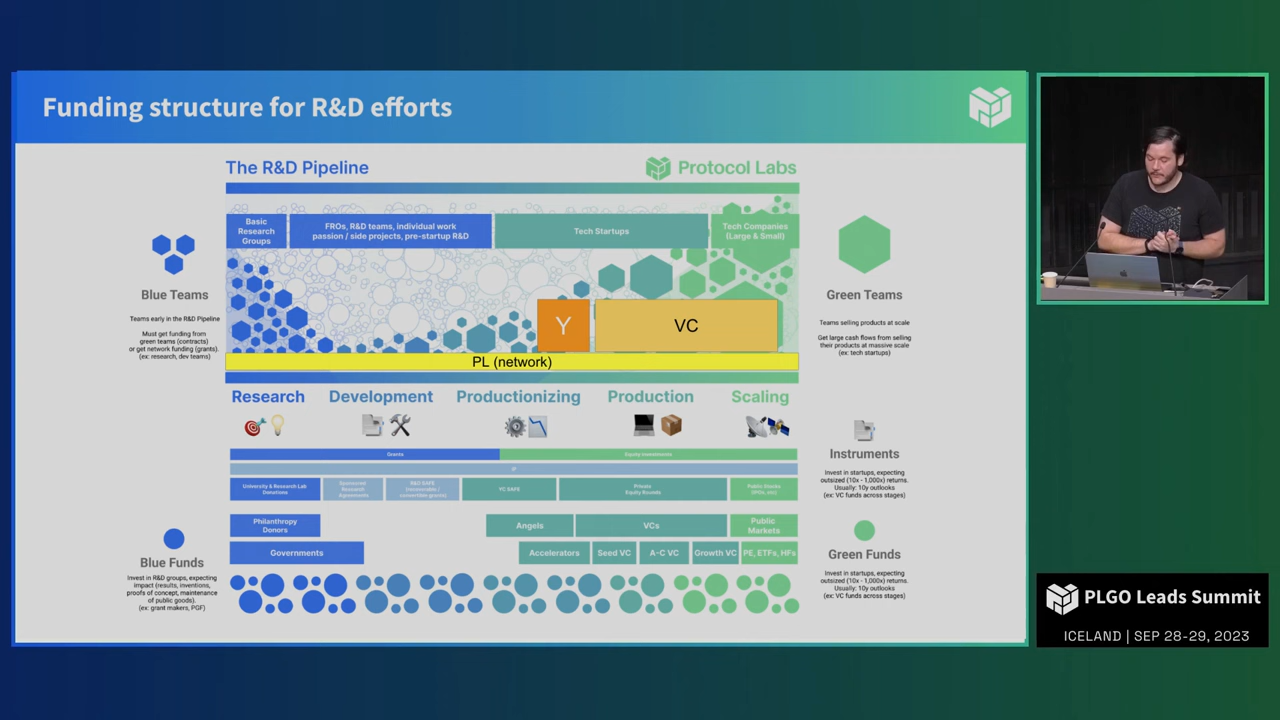 Funding structure for R&D efforts
The R&D Pipeline
Protocol Labs
Basic
Research
Groups
FROs, R&D teams, individual work
passion / side projects, pre-startup R&D
Tech Startups
Tech Companies
(Large & Small)
Blue Teams
Teams early in the R&D Pipeline
Must get funding from
green teams (contracts)
or get network funding (grants).
(ex: research, dev teams)
Green Teams
Teams selling products at scale
Get large cash flows from selling
their products at massive scale
(ex: tech startups)
Y
VC
PL (network)
Research
Development
Productionizing
Production
Scaling
Grants
Equity Investments
IP
University & Research Lab
Donations
Sponsored
Research
Agreements
R&D SAFE
(recoverable /
convertible grants)
YC SAFE
Private
Equity Rounds
Public Stocks
(IPOs, etc)
Instruments
Invest in startups, expecting
outsized (10x - 1,000x) returns.
Usually: 10y outlooks
(ex: VC funds across stages)
Philanthropy
Donors
Angels
VCs
Public
Markets
Governments
Accelerators
Seed VC
A-C VC
Growth VC
PE, ETFs, HFs
Blue Funds
Invest in R&D groups, expecting
impact (results, inventions,
proofs of concept, maintenance
of public goods).
(ex: grant makers, PGF)
Green Funds
Invest in startups, expecting
outsized (10x - 1,000x) returns.
Usually: 10y outlooks
(ex: VC funds across stages)
PLGO Leads Summit
ICELAND | SEP 28-29, 2023